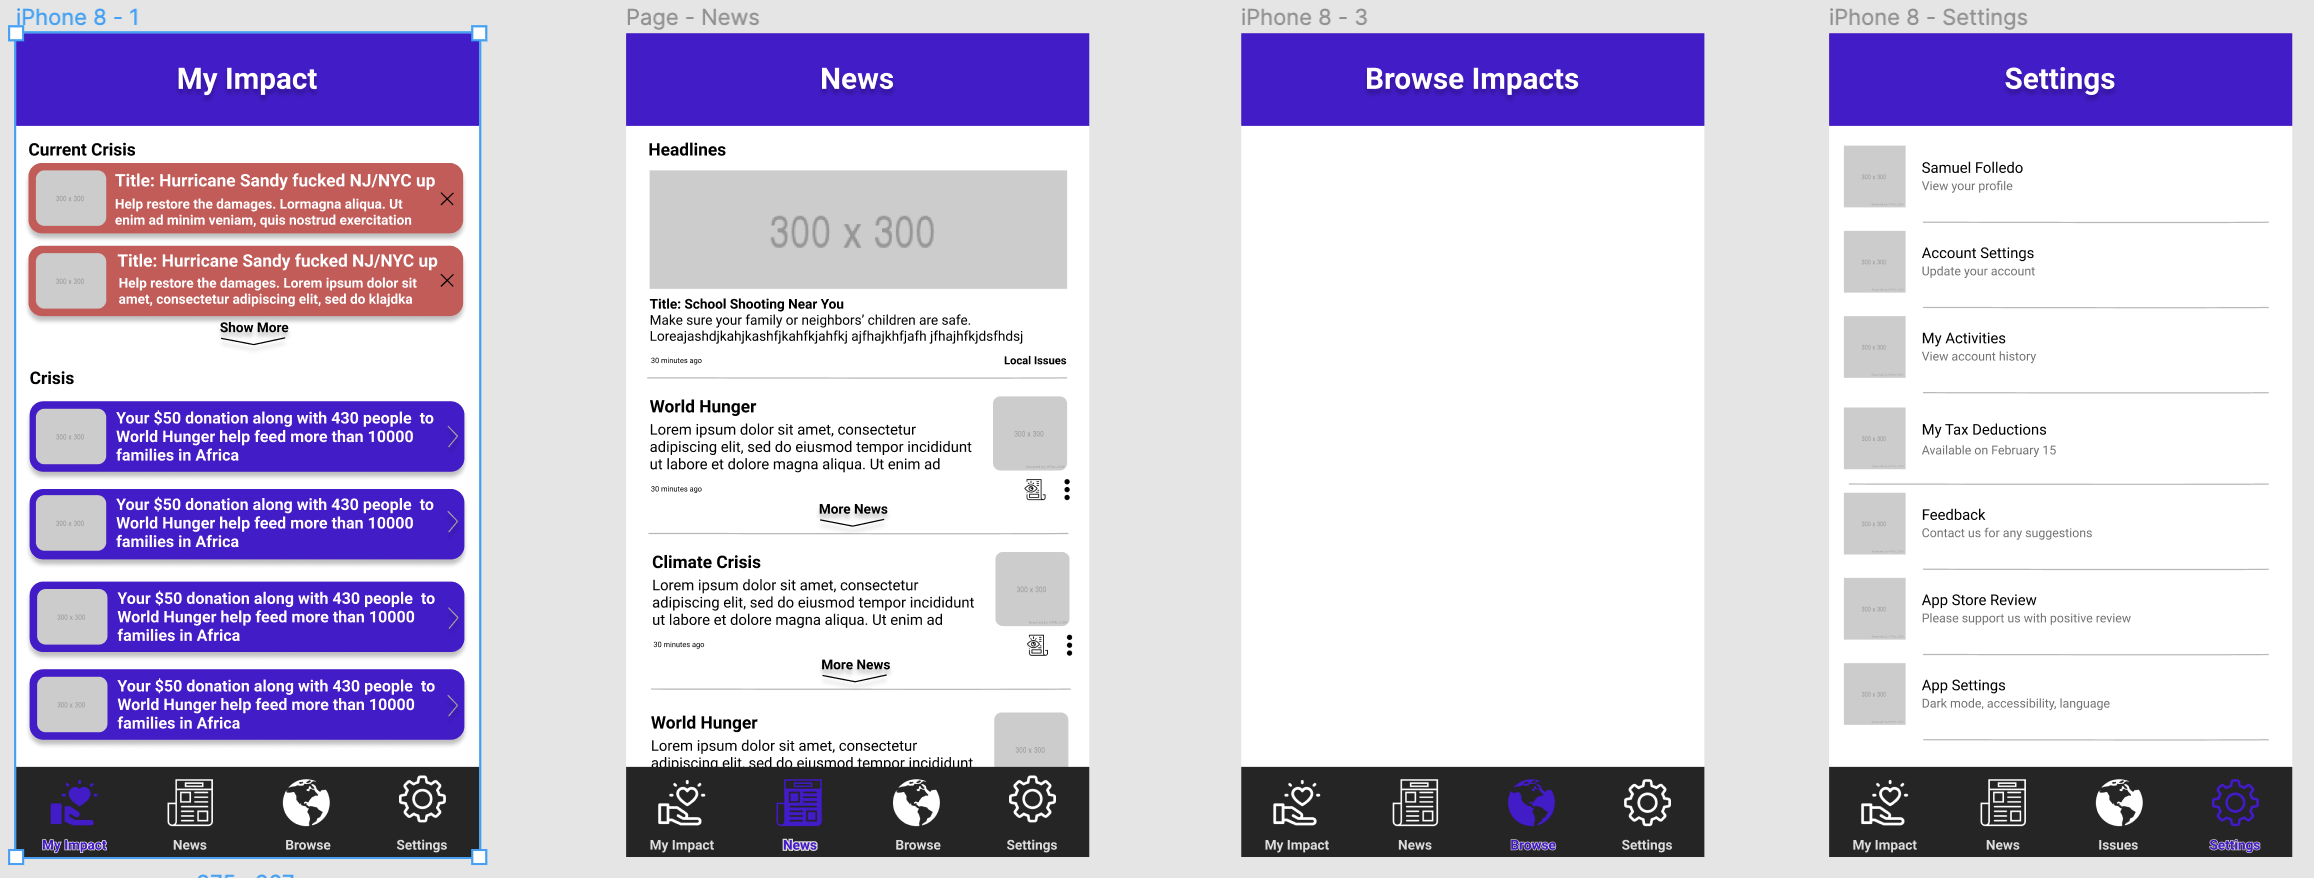 iPhone 8 - 1
My Impact
Current Crisis
300 x 300
Title: Hurricane Sandy fucked NJ/NYC up
Help restore the damages. Lormagna aliqua. Ut
enim ad minim veniam, quis nostrud exercitation
300 x 300
Title: Hurricane Sandy fucked NJ/NYC up
Help restore the damages. Lorem ipsum dolor sit
amet, consectetur adipiscing elit, sed do klajdka
Show More
Crisis
300 x 300
Your $50 donation along with 430 people to
World Hunger help feed more than 10000
families in Africa
300 x 300
Your $50 donation along with 430 people to
World Hunger help feed more than 10000
families in Africa
300 x 300
Your $50 donation along with 430 people to
World Hunger help feed more than 10000
families in Africa
300 x 300
Your $50 donation along with 430 people to
World Hunger help feed more than 10000
families in Africa
My Impact
News
Browse
Settings
Page - News
News
Headlines
300 x 300
Title: School Shooting Near You
Make sure your family or neighbors' children are safe.
Loreajashdjkahjkashfjkahfkjahfkj ajfhajkhfjafh jfhajhfkjdsfhdsj
30 minutes ago
Local Issues
World Hunger
Lorem ipsum dolor sit amet, consectetur
adipiscing elit, sed do eiusmod tempor incididunt
ut labore et dolore magna aliqua. Ut enim ad
300 x 300
30 minutes ago
More News
Climate Crisis
Lorem ipsum dolor sit amet, consectetur
adipiscing elit, sed do eiusmod tempor incididunt
ut labore et dolore magna aliqua. Ut enim ad
300 x 300
30 minutes ago
More News
World Hunger
Lorem ipsum dolor sit amet, consectetur
adipiscing elit, sed do eiusmod tempor incididunt
300 x 300
My Impact
News
Browse
Settings
iPhone 8 - 3
Browse Impacts
My Impact
News
Browse
Settings
iPhone 8 - Settings
Settings
300 x 300
Samuel Folledo
View your profile
300 x 300
Account Settings
Update your account
300 x 300
My Activities
View account history
300 x 300
My Tax Deductions
Available on February 15
300 x 300
Feedback
Contact us for any suggestions
300 x 300
App Store Review
Please support us with positive review
300 x 300
App Settings
Dark mode, accessibility, language
My Impact
News
Issues
Settings